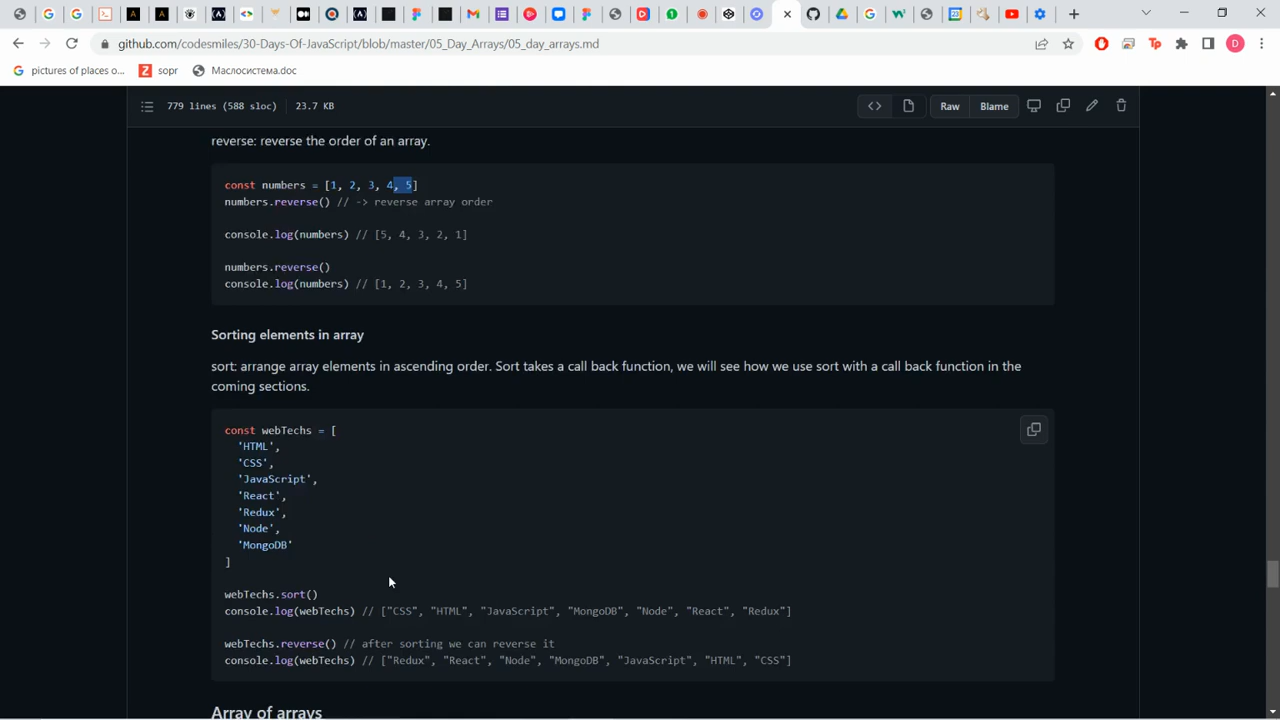 github.com/codesmiles/30-Days-Of-JavaScript/blob/master/05_Day_Arrays/05_day_arrays.md
D
pictures of places o...
sopr
Маслосистема.doc
779 lines (588 sloc)
23.7 KB
Raw
Blame
reverse: reverse the order of an array.
const numbers = [1, 2, 3, 4, 5]
numbers.reverse() // -> reverse array order
console.log(numbers) // [5, 4, 3, 2, 1]
numbers.reverse()
console.log(numbers) // [1, 2, 3, 4, 5]
Sorting elements in array
sort: arrange array elements in ascending order. Sort takes a call back function, we will see how we use sort with a call back function in the
coming sections.
const webTechs = [
'HTML',
'CSS',
'JavaScript',
'React',
'Redux',
'Node',
'MongoDB'
]
webTechs.sort()
console.log(webTechs) // ["CSS", "HTML", "JavaScript", "MongoDB", "Node", "React", "Redux"]
webTechs.reverse() // after sorting we can reverse it
console.log(webTechs) // ["Redux", "React", "Node", "MongoDB", "JavaScript", "HTML", "CSS"]
Array of arrays